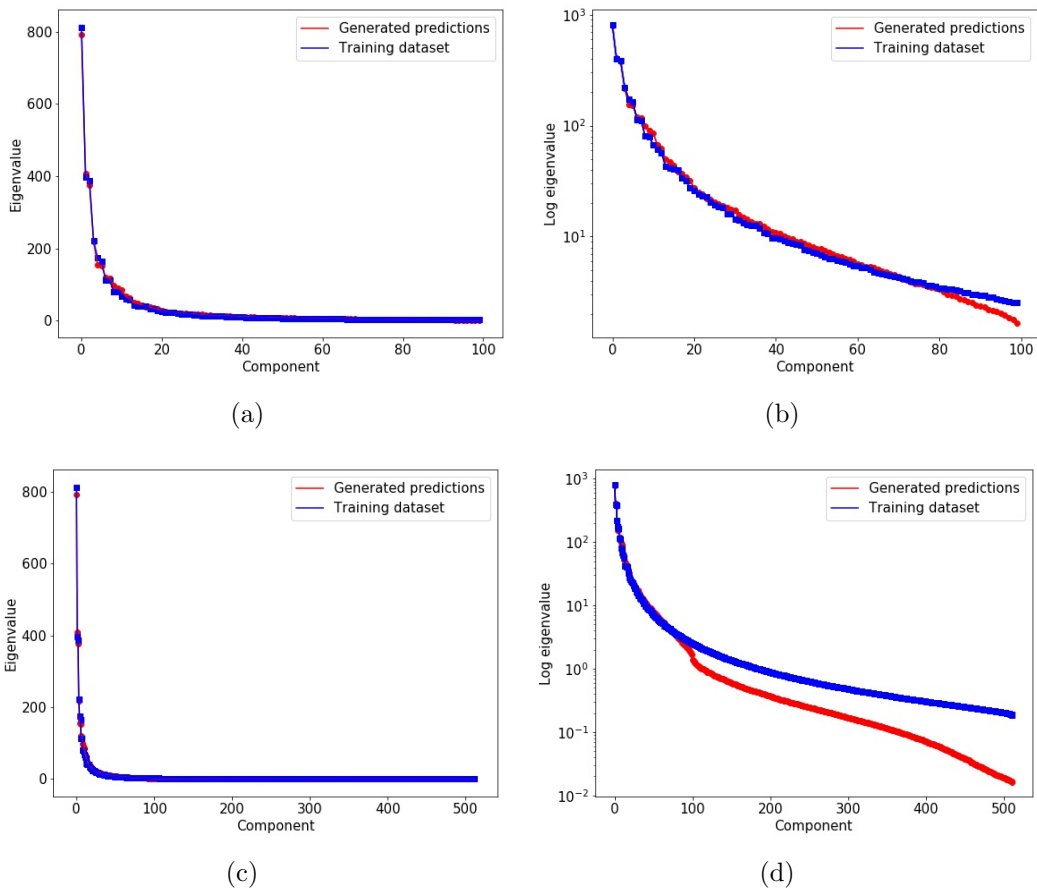 Generated predictions
Training dataset
800
600
400
200
0
Eigenvalue
0 20 40 60 80 100
Component
(a)
Generated predictions
Training dataset
10³
10²
10¹
Log eigenvalue
0 20 40 60 80 100
Component
(b)
Generated predictions
Training dataset
800
600
400
200
0
Eigenvalue
0 100 200 300 400 500
Component
(c)
Generated predictions
Training dataset
10³
10²
10¹
10⁰
10⁻¹
10⁻²
Log eigenvalue
0 100 200 300 400 500
Component
(d)